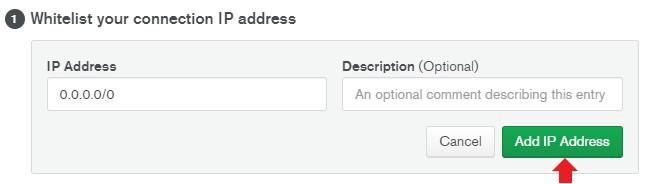 1 Whitelist your connection IP address
IP Address
Description (Optional)
0.0.0.0/0
An optional comment describing this entry
Cancel
Add IP Address